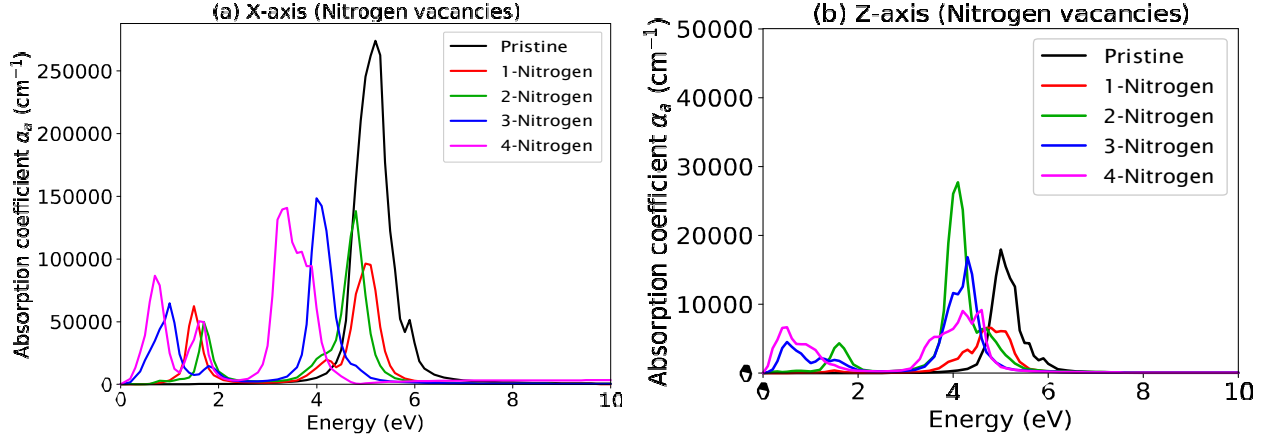 (a) X-axis (Nitrogen vacancies)
Absorption coefficient αₐ (cm⁻¹)
250000
200000
150000
100000
50000
0
Pristine
1-Nitrogen
2-Nitrogen
3-Nitrogen
4-Nitrogen
0 2 4 6 8 10
Energy (eV)
(b) Z-axis (Nitrogen vacancies)
Absorption coefficient αₐ (cm⁻¹)
50000
40000
30000
20000
10000
0
Pristine
1-Nitrogen
2-Nitrogen
3-Nitrogen
4-Nitrogen
0 2 4 6 8 10
Energy (eV)